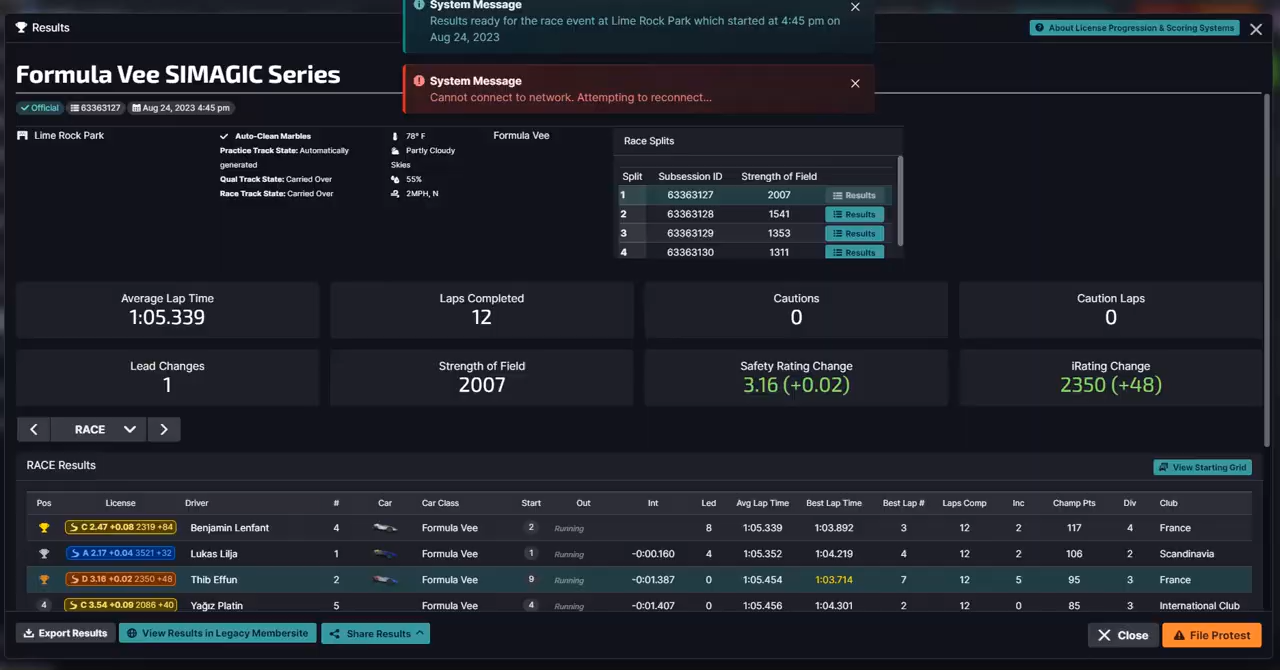 System Message
Results ready for the race event at Lime Rock Park which started at 4:45 pm on
Aug 24, 2023
Results
About License Progression & Scoring Systems
System Message
Cannot connect to network. Attempting to reconnect...
Formula Vee SIMAGIC Series
Official 63363127 Aug 24, 2023 4:45 pm
Lime Rock Park
Auto-Clean Marbles
Practice Track State: Automatically
generated
Qual Track State: Carried Over
Race Track State: Carried Over
78° F
Partly Cloudy
Skies
55%
2MPH, N
Formula Vee
Race Splits
Split Subsession ID Strength of Field
1 63363127 2007 Results
2 63363128 1541 Results
3 63363129 1353 Results
4 63363130 1311 Results
Average Lap Time
1:05.339
Laps Completed
12
Cautions
0
Caution Laps
0
Lead Changes
1
Strength of Field
2007
Safety Rating Change
3.16 (+0.02)
iRating Change
2350 (+48)
RACE
RACE Results
View Starting Grid
Pos License Driver # Car Car Class Start Out Int Led Avg Lap Time Best Lap Time Best Lap # Laps Comp Inc Champ Pts Div Club
C 2.47 +0.08 2319 +84 Benjamin Lenfant 4 Formula Vee 2 Running 8 1:05.339 1:03.892 3 12 2 117 4 France
A 2.17 +0.04 3521 +32 Lukas Lilja 1 Formula Vee 1 Running -0:00.160 4 1:05.352 1:04.219 4 12 2 106 2 Scandinavia
D 3.16 +0.02 2350 +48 Thib Effun 2 Formula Vee 9 Running -0:01.387 0 1:05.454 1:03.714 7 12 5 95 3 France
4 C 3.54 +0.09 2086 +40 Yağız Platin 5 Formula Vee 4 Running -0:01.407 0 1:05.456 1:04.301 2 12 0 85 3 International Club
Export Results View Results in Legacy Membersite Share Results Close File Protest